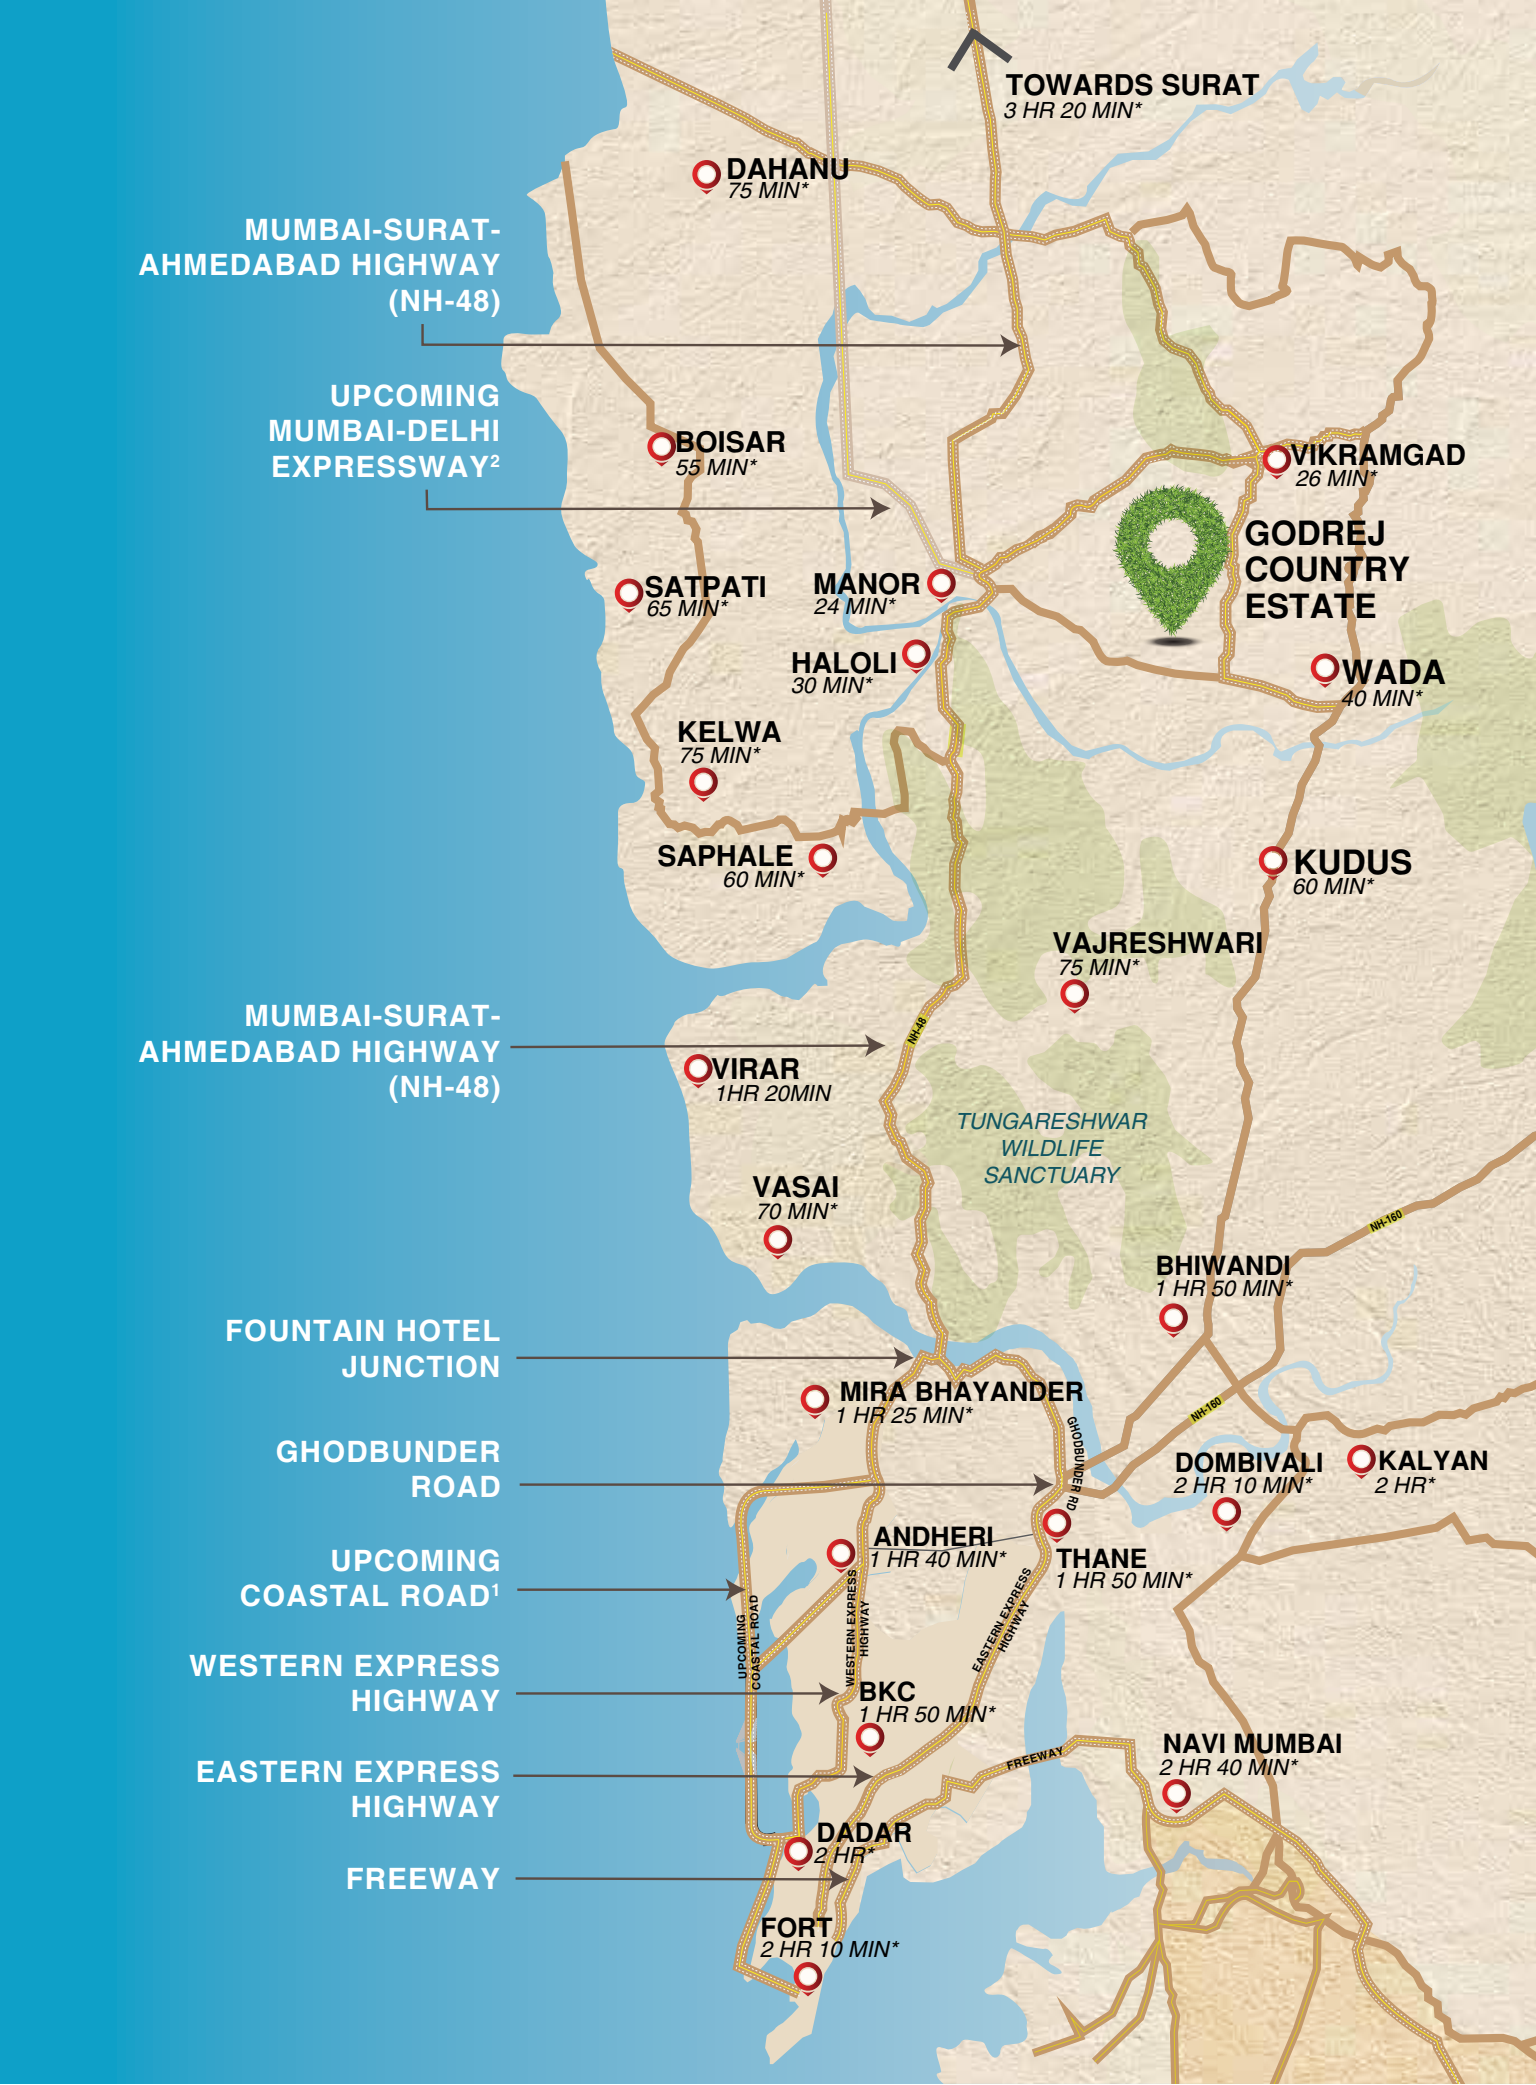 TOWARDS SURAT
3 HR 20 MIN*
DAHANU
75 MIN*
MUMBAI-SURAT-
AHMEDABAD HIGHWAY
(NH-48)
UPCOMING
MUMBAI-DELHI
EXPRESSWAY²
BOISAR
55 MIN*
VIKRAMGAD
26 MIN*
GODREJ
COUNTRY
ESTATE
SATPATI
65 MIN*
MANOR
24 MIN*
HALOLI
30 MIN*
WADA
40 MIN*
KELWA
75 MIN*
SAPHALE
60 MIN*
KUDUS
60 MIN*
VAJRESHWARI
75 MIN*
MUMBAI-SURAT-
AHMEDABAD HIGHWAY
(NH-48)
NH-48
VIRAR
1HR 20MIN
TUNGARESHWAR
WILDLIFE
SANCTUARY
VASAI
70 MIN*
NH-160
BHIWANDI
1 HR 50 MIN*
FOUNTAIN HOTEL
JUNCTION
MIRA BHAYANDER
1 HR 25 MIN*
NH-160
GHODBUNDER
ROAD
GHODBUNDER RD
DOMBIVALI
2 HR 10 MIN*
KALYAN
2 HR*
ANDHERI
1 HR 40 MIN*
THANE
1 HR 50 MIN*
UPCOMING
COASTAL ROAD¹
UPCOMING
COASTAL ROAD
WESTERN EXPRESS
HIGHWAY
EASTERN EXPRESS
HIGHWAY
WESTERN EXPRESS
HIGHWAY
BKC
1 HR 50 MIN*
NAVI MUMBAI
2 HR 40 MIN*
FREEWAY
EASTERN EXPRESS
HIGHWAY
DADAR
2 HR*
FREEWAY
FORT
2 HR 10 MIN*